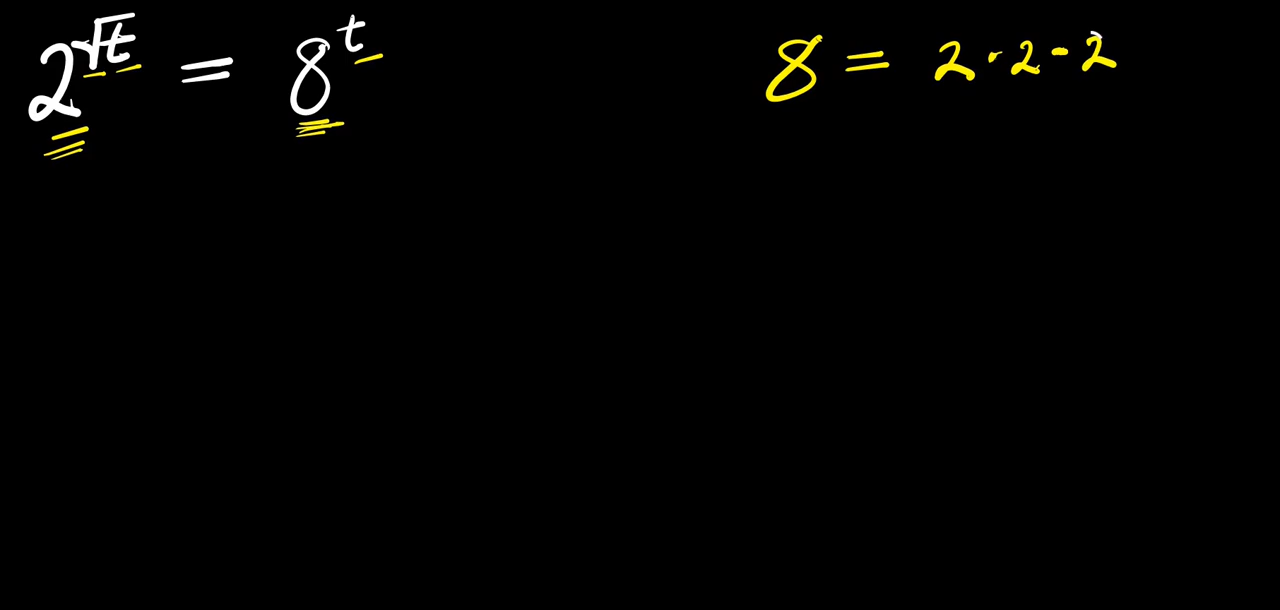 2^√t = 8^t
8 = 2 · 2 - 2